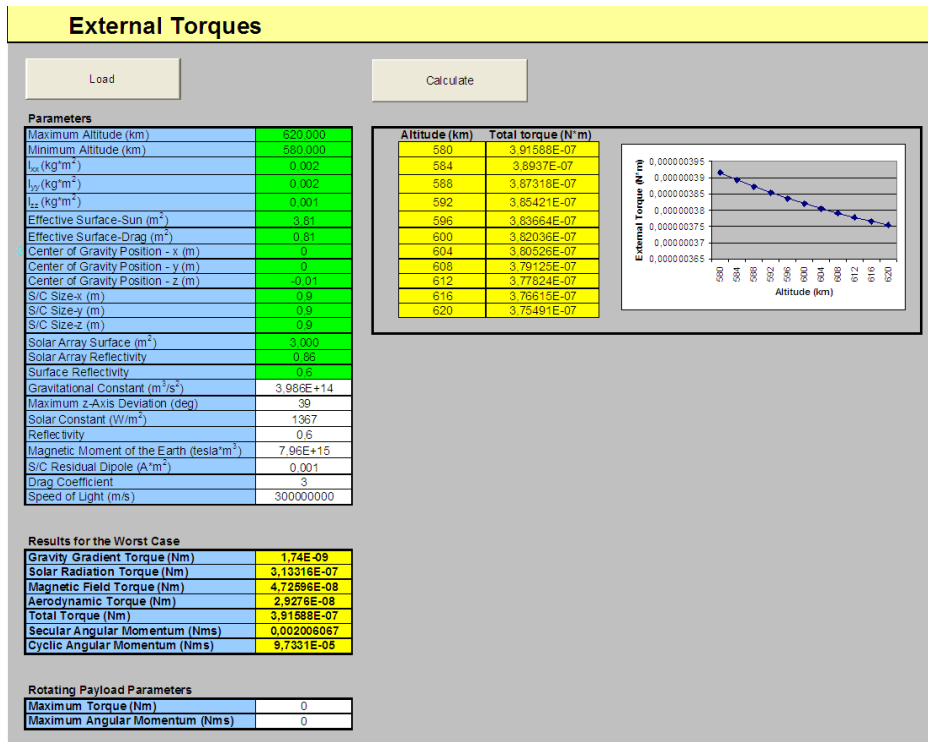 External Torques
Load
Calculate
Parameters
Maximum Altitude (km) 620,000
Minimum Altitude (km) 580,000
Ixx (kg*m²) 0,002
Iyy (kg*m²) 0,002
Izz (kg*m²) 0,001
Effective Surface-Sun (m²) 3,81
Effective Surface-Drag (m²) 0,81
Center of Gravity Position - x (m) 0
Center of Gravity Position - y (m) 0
Center of Gravity Position - z (m) -0,01
S/C Size-x (m) 0,9
S/C Size-y (m) 0,9
S/C Size-z (m) 0,9
Solar Array Surface (m²) 3,000
Solar Array Reflectivity 0,86
Surface Reflectivity 0,6
Gravitational Constant (m³/s²) 3,986E+14
Maximum z-Axis Deviation (deg) 39
Solar Constant (W/m²) 1367
Reflectivity 0,6
Magnetic Moment of the Earth (tesla*m³) 7,96E+15
S/C Residual Dipole (A*m²) 0,001
Drag Coefficient 3
Speed of Light (m/s) 300000000
Altitude (km) Total torque (N*m)
580 3,91588E-07
584 3,8937E-07
588 3,87318E-07
592 3,85421E-07
596 3,83664E-07
600 3,82036E-07
604 3,80526E-07
608 3,79125E-07
612 3,77824E-07
616 3,76615E-07
620 3,75491E-07
External Torque (N*m)
0,000000395
0,00000039
0,000000385
0,00000038
0,000000375
0,00000037
0,000000365
580 584 588 592 596 600 604 608 612 616 620
Altitude (km)
Results for the Worst Case
Gravity Gradient Torque (Nm) 1,74E-09
Solar Radiation Torque (Nm) 3,13316E-07
Magnetic Field Torque (Nm) 4,72596E-08
Aerodynamic Torque (Nm) 2,9276E-08
Total Torque (Nm) 3,91588E-07
Secular Angular Momentum (Nms) 0,002006067
Cyclic Angular Momentum (Nms) 9,7331E-05
Rotating Payload Parameters
Maximum Torque (Nm) 0
Maximum Angular Momentum (Nms) 0